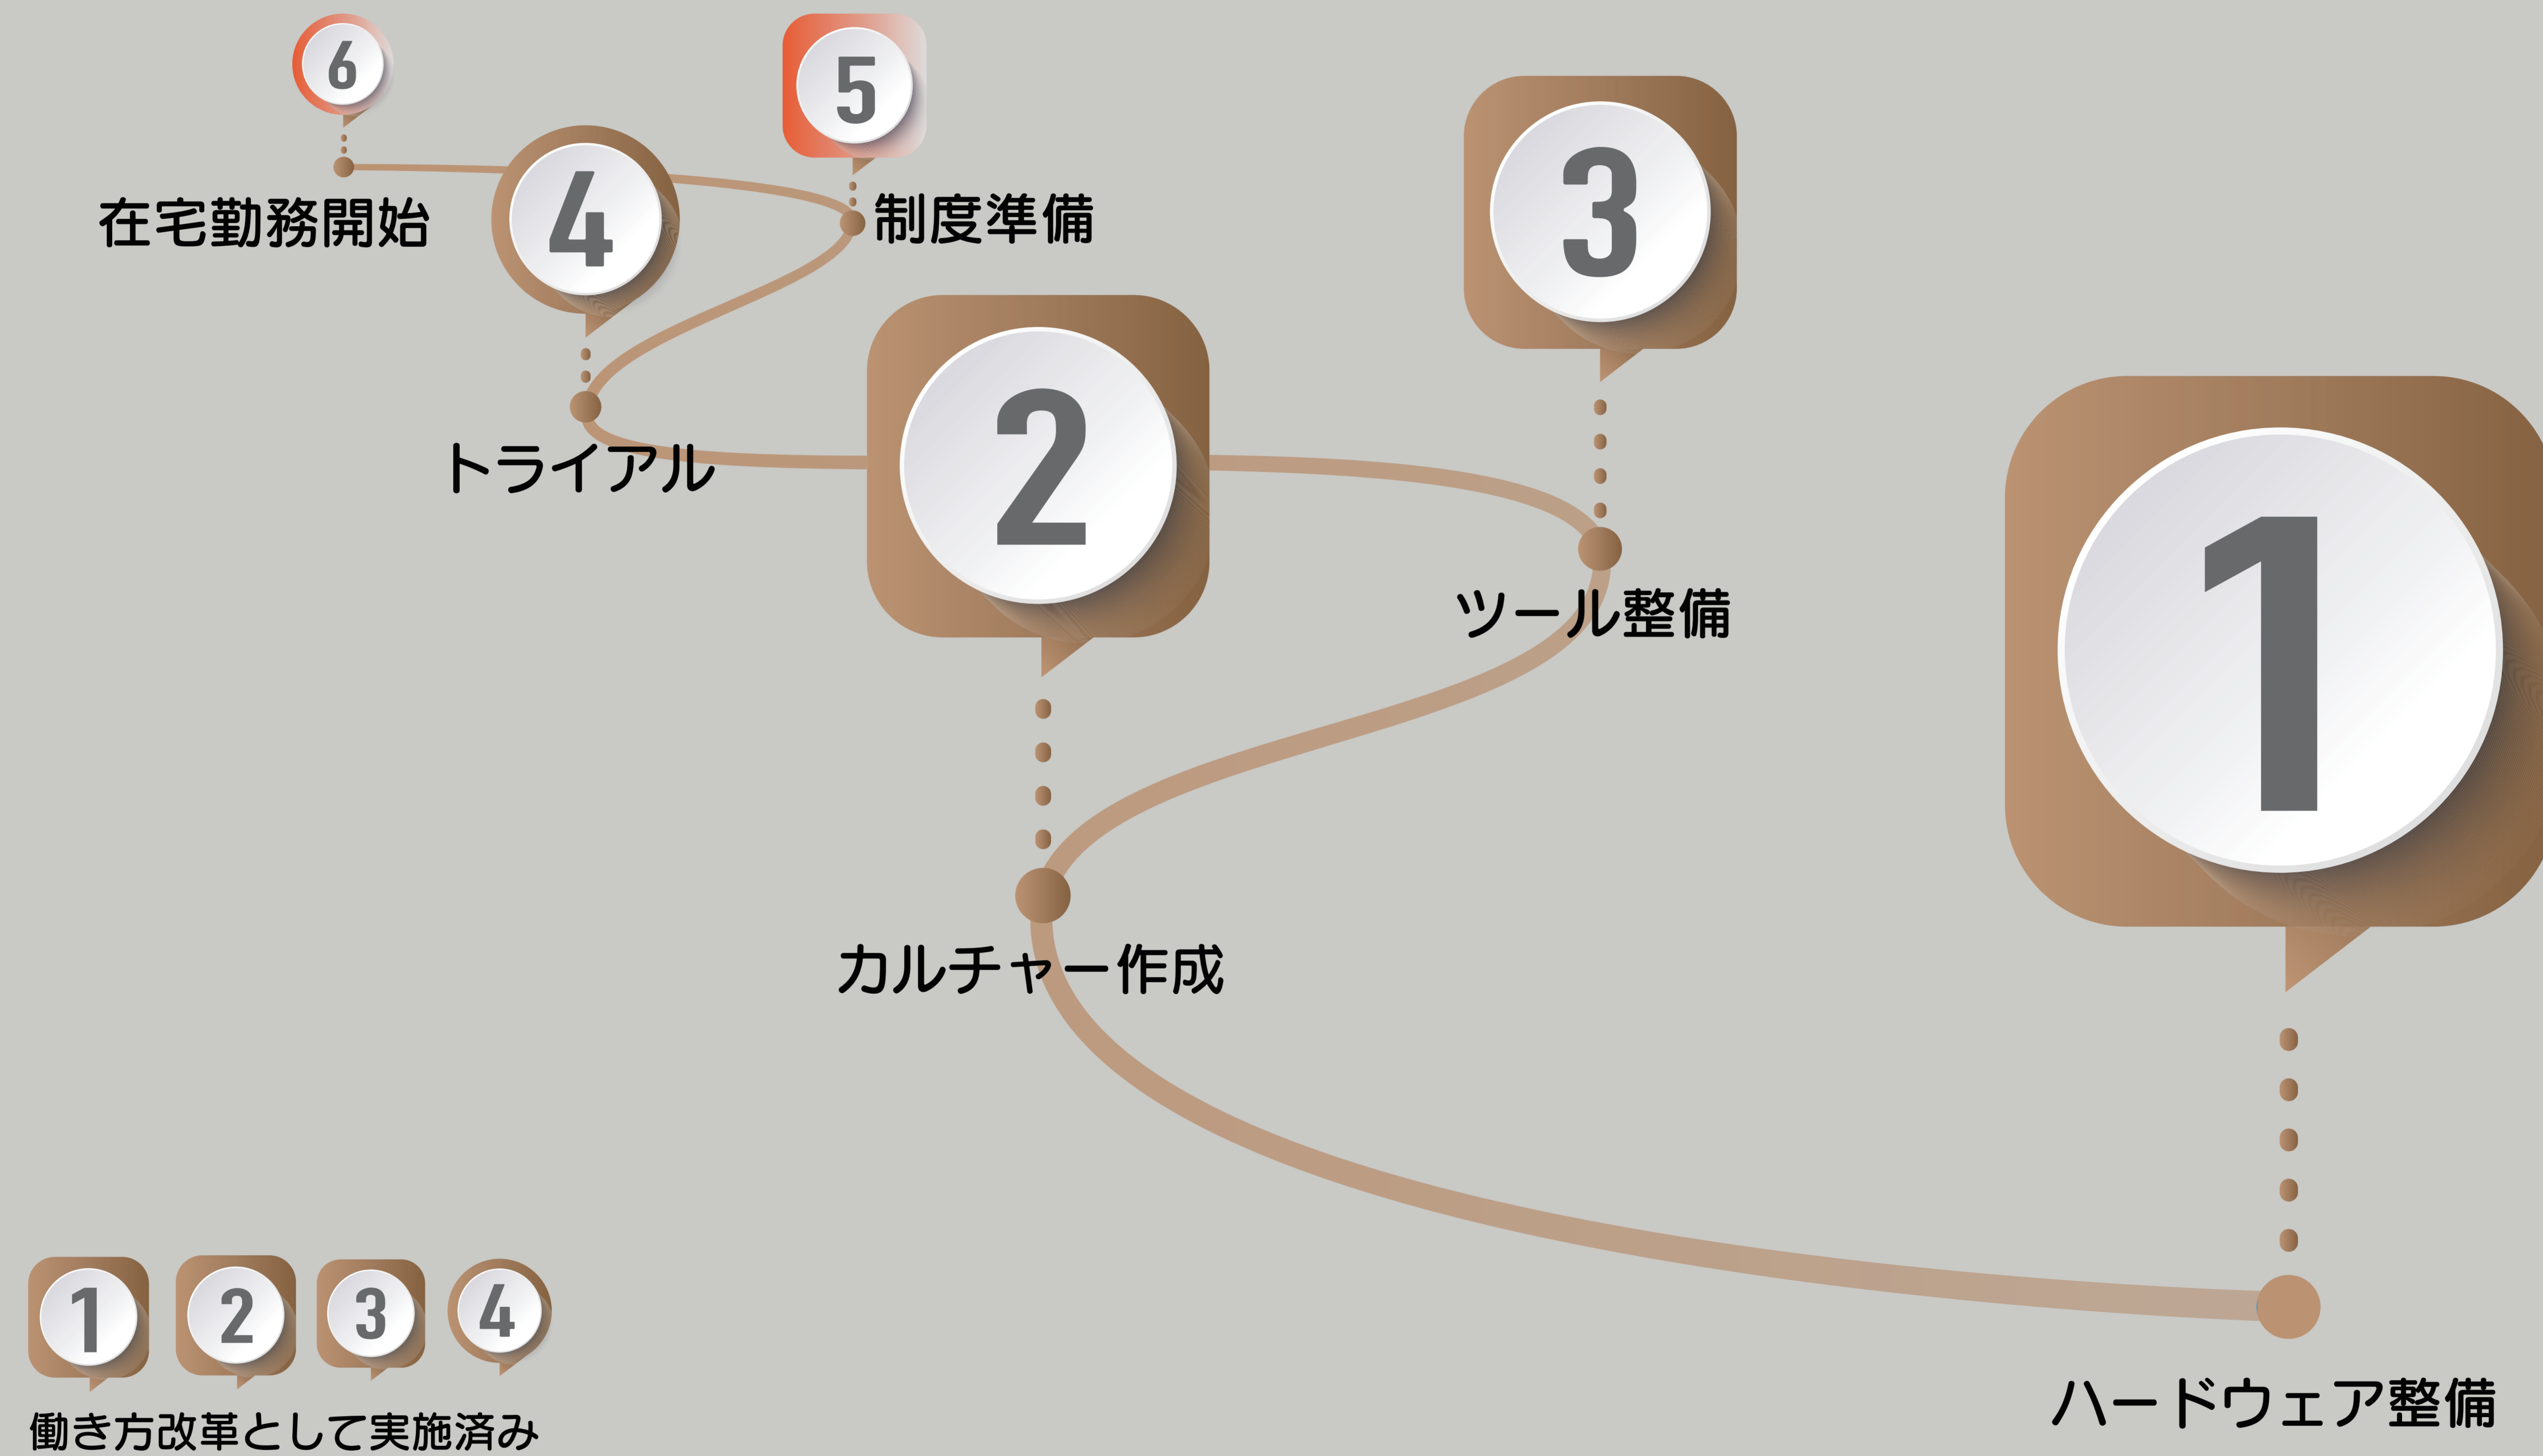 6
5
4
3
在宅勤務開始
制度準備
2
トライアル
1
ツール整備
カルチャー作成
1 2 3 4
ハードウェア整備
働き方改革として実施済み